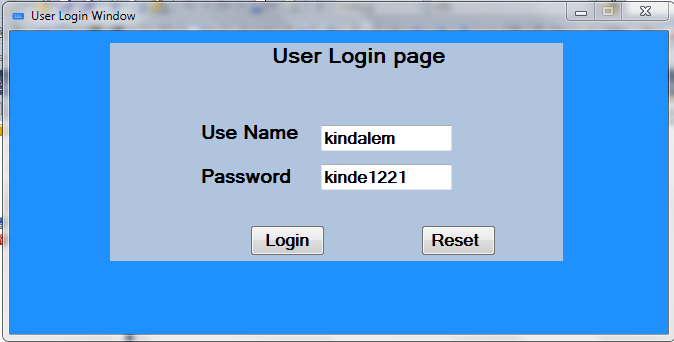 User Login Window
User Login page
Use Name kindalem
Password kinde1221
Login Reset